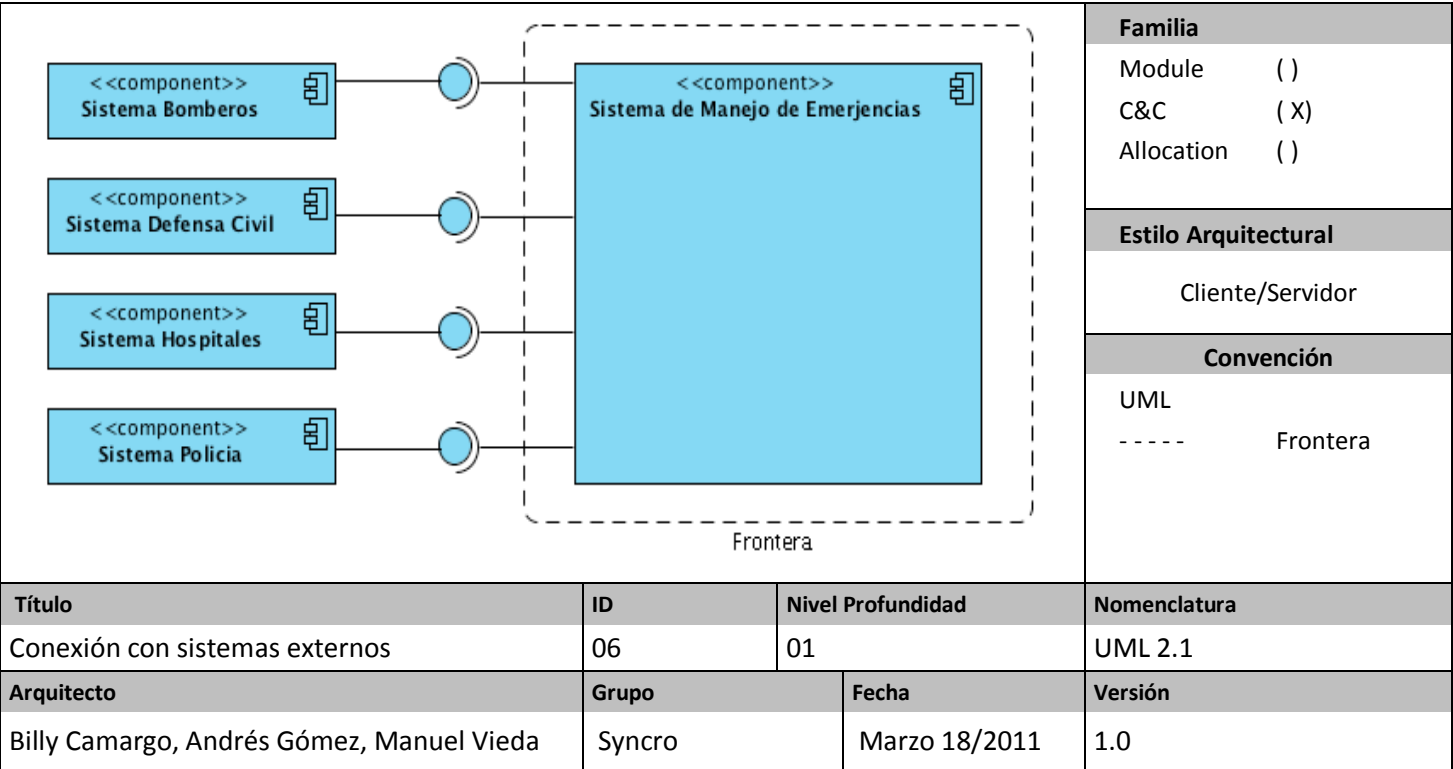 <<component>>
Sistema Bomberos
<<component>>
Sistema Defensa Civil
<<component>>
Sistema Hospitales
<<component>>
Sistema Policia
<<component>>
Sistema de Manejo de Emerjencias
Frontera
Familia
Module ( )
C&C ( X)
Allocation ( )
Estilo Arquitectural
Cliente/Servidor
Convención
UML
- - - - - Frontera
Título ID Nivel Profundidad Nomenclatura
Conexión con sistemas externos 06 01 UML 2.1
Arquitecto Grupo Fecha Versión
Billy Camargo, Andrés Gómez, Manuel Vieda Syncro Marzo 18/2011 1.0